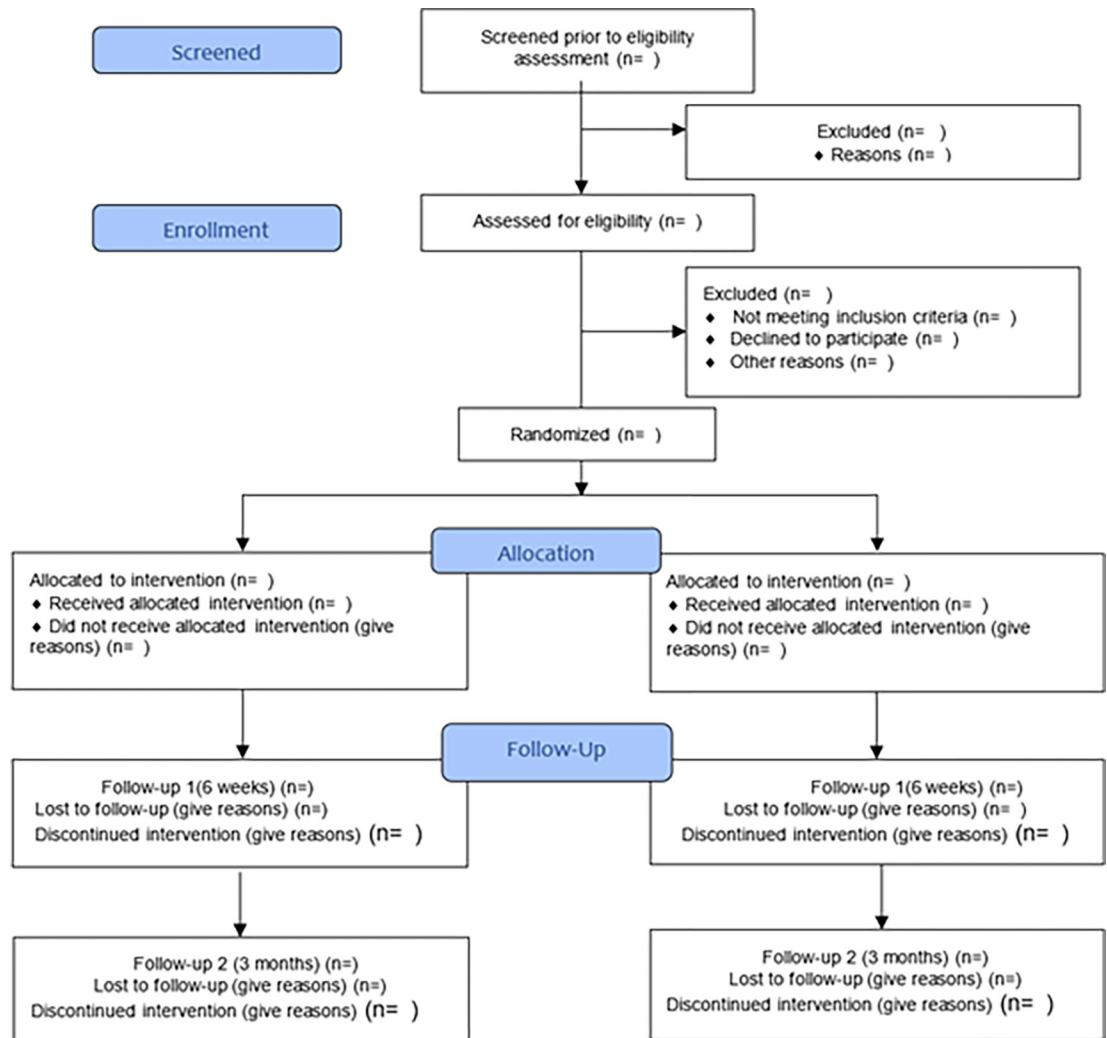 Screened
Screened prior to eligibility
assessment (n=  )
Excluded (n=  )
♦ Reasons (n=  )
Enrollment
Assessed for eligibility (n=  )
Excluded (n=  )
♦ Not meeting inclusion criteria (n=  )
♦ Declined to participate (n=  )
♦ Other reasons (n=  )
Randomized (n=  )
Allocation
Allocated to intervention (n=  )
♦ Received allocated intervention (n=  )
♦ Did not receive allocated intervention (give
reasons) (n=  )
Allocated to intervention (n=  )
♦ Received allocated intervention (n=  )
♦ Did not receive allocated intervention (give
reasons) (n=  )
Follow-Up
Follow-up 1(6 weeks) (n=)
Lost to follow-up (give reasons) (n=)
Discontinued intervention (give reasons) (n=  )
Follow-up 1(6 weeks) (n=)
Lost to follow-up (give reasons) (n=  )
Discontinued intervention (give reasons) (n=  )
Follow-up 2 (3 months) (n=)
Lost to follow-up (give reasons) (n=)
Discontinued intervention (give reasons) (n=  )
Follow-up 2 (3 months) (n=)
Lost to follow-up (give reasons) (n=)
Discontinued intervention (give reasons) (n=  )